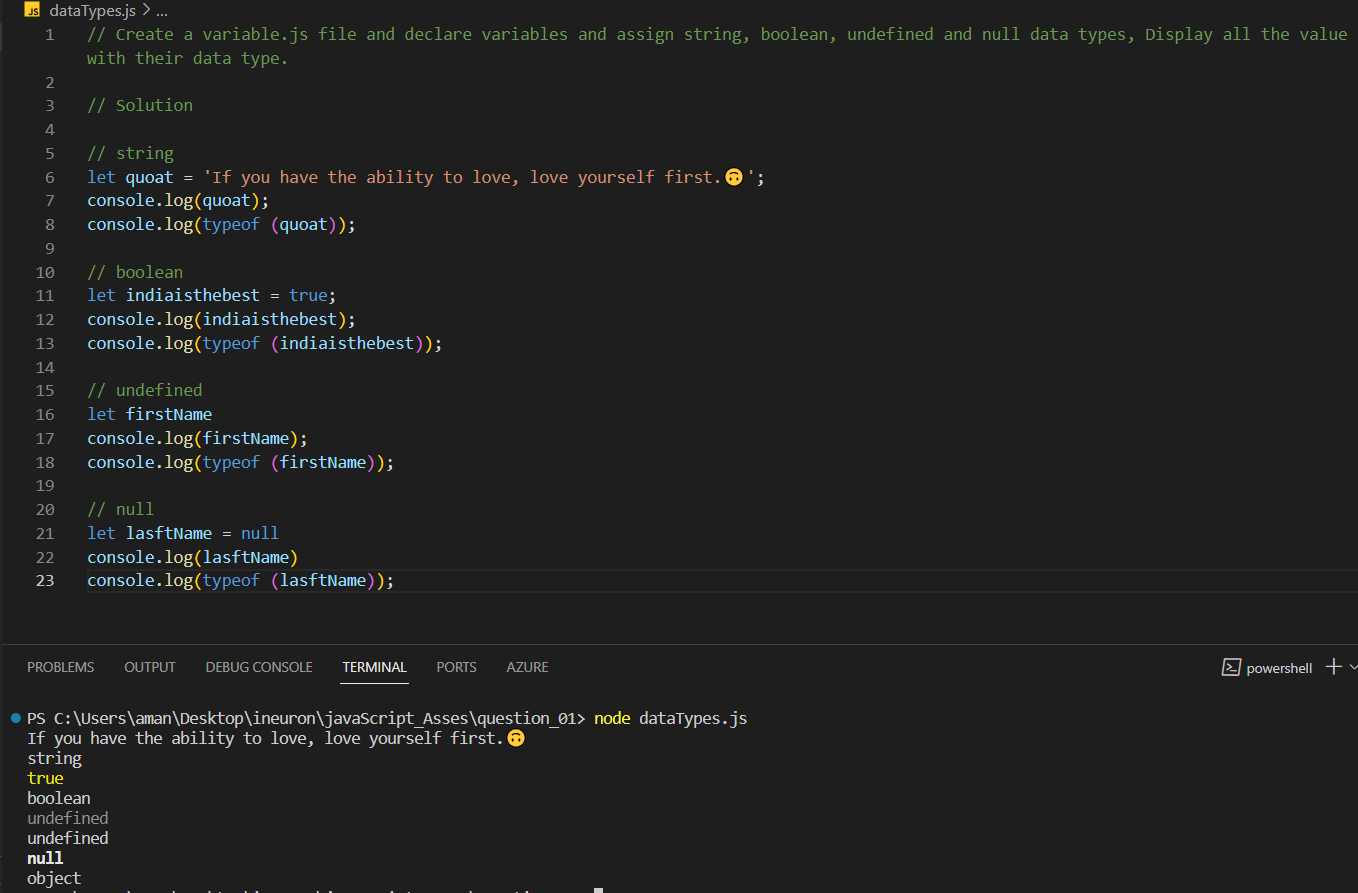 JS dataTypes.js > ...
1 // Create a variable.js file and declare variables and assign string, boolean, undefined and null data types, Display all the value
with their data type.
2
3 // Solution
4
5 // string
6 let quoat = 'If you have the ability to love, love yourself first.🙃';
7 console.log(quoat);
8 console.log(typeof (quoat));
9
10 // boolean
11 let indiaisthebest = true;
12 console.log(indiaisthebest);
13 console.log(typeof (indiaisthebest));
14
15 // undefined
16 let firstName
17 console.log(firstName);
18 console.log(typeof (firstName));
19
20 // null
21 let lasftName = null
22 console.log(lasftName)
23 console.log(typeof (lasftName));
PROBLEMS OUTPUT DEBUG CONSOLE TERMINAL PORTS AZURE powershell
PS C:\Users\aman\Desktop\ineuron\javaScript_Asses\question_01> node dataTypes.js
If you have the ability to love, love yourself first.🙃
string
true
boolean
undefined
undefined
null
object